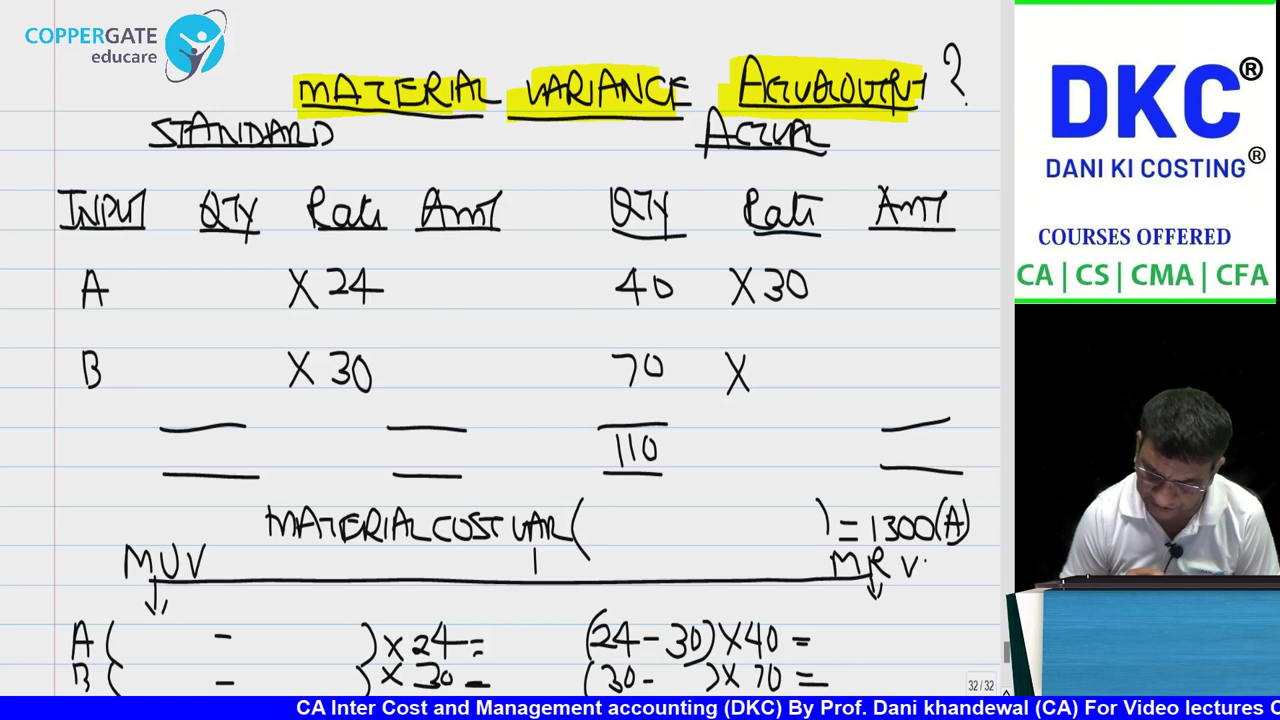 COPPERGATE
educare
MATERIAL VARIANCE ?
STANDARD ACTUAL
INPUT QTY Rate Amt QTY Rate Amt
A X 24 40 X 30
B X 30 70 X
110
MATERIAL COST VAR ( ) = 1300 (A)
M U V M R V
A ( - ) X 24 = (24 - 30) X 40 =
B ( - ) X 30 = (30 - ) X 70 =
32 / 32
DKC®
DANI KI COSTING®
COURSES OFFERED
CA | CS | CMA | CFA
CA Inter Cost and Management accounting (DKC) By Prof. Dani khandewal (CA) For Video lectures C